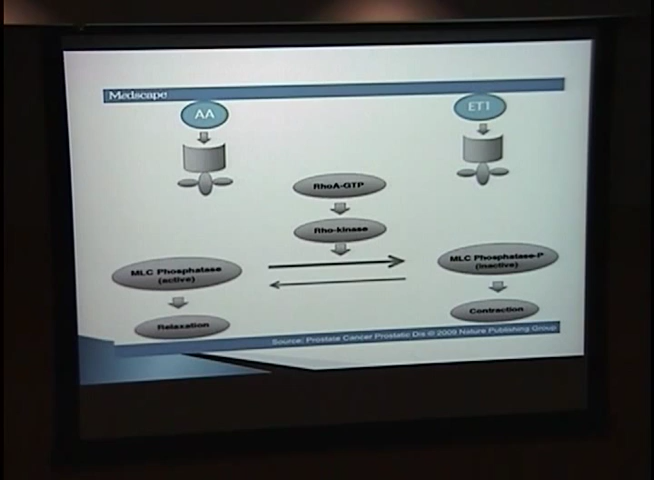 Medscape
AA
ET1
RhoA-GTP
Rho-kinase
MLC Phosphatase
(active)
MLC Phosphatase-P
(inactive)
Relaxation
Contraction
Source: Prostate Cancer Prostatic Dis © 2009 Nature Publishing Group